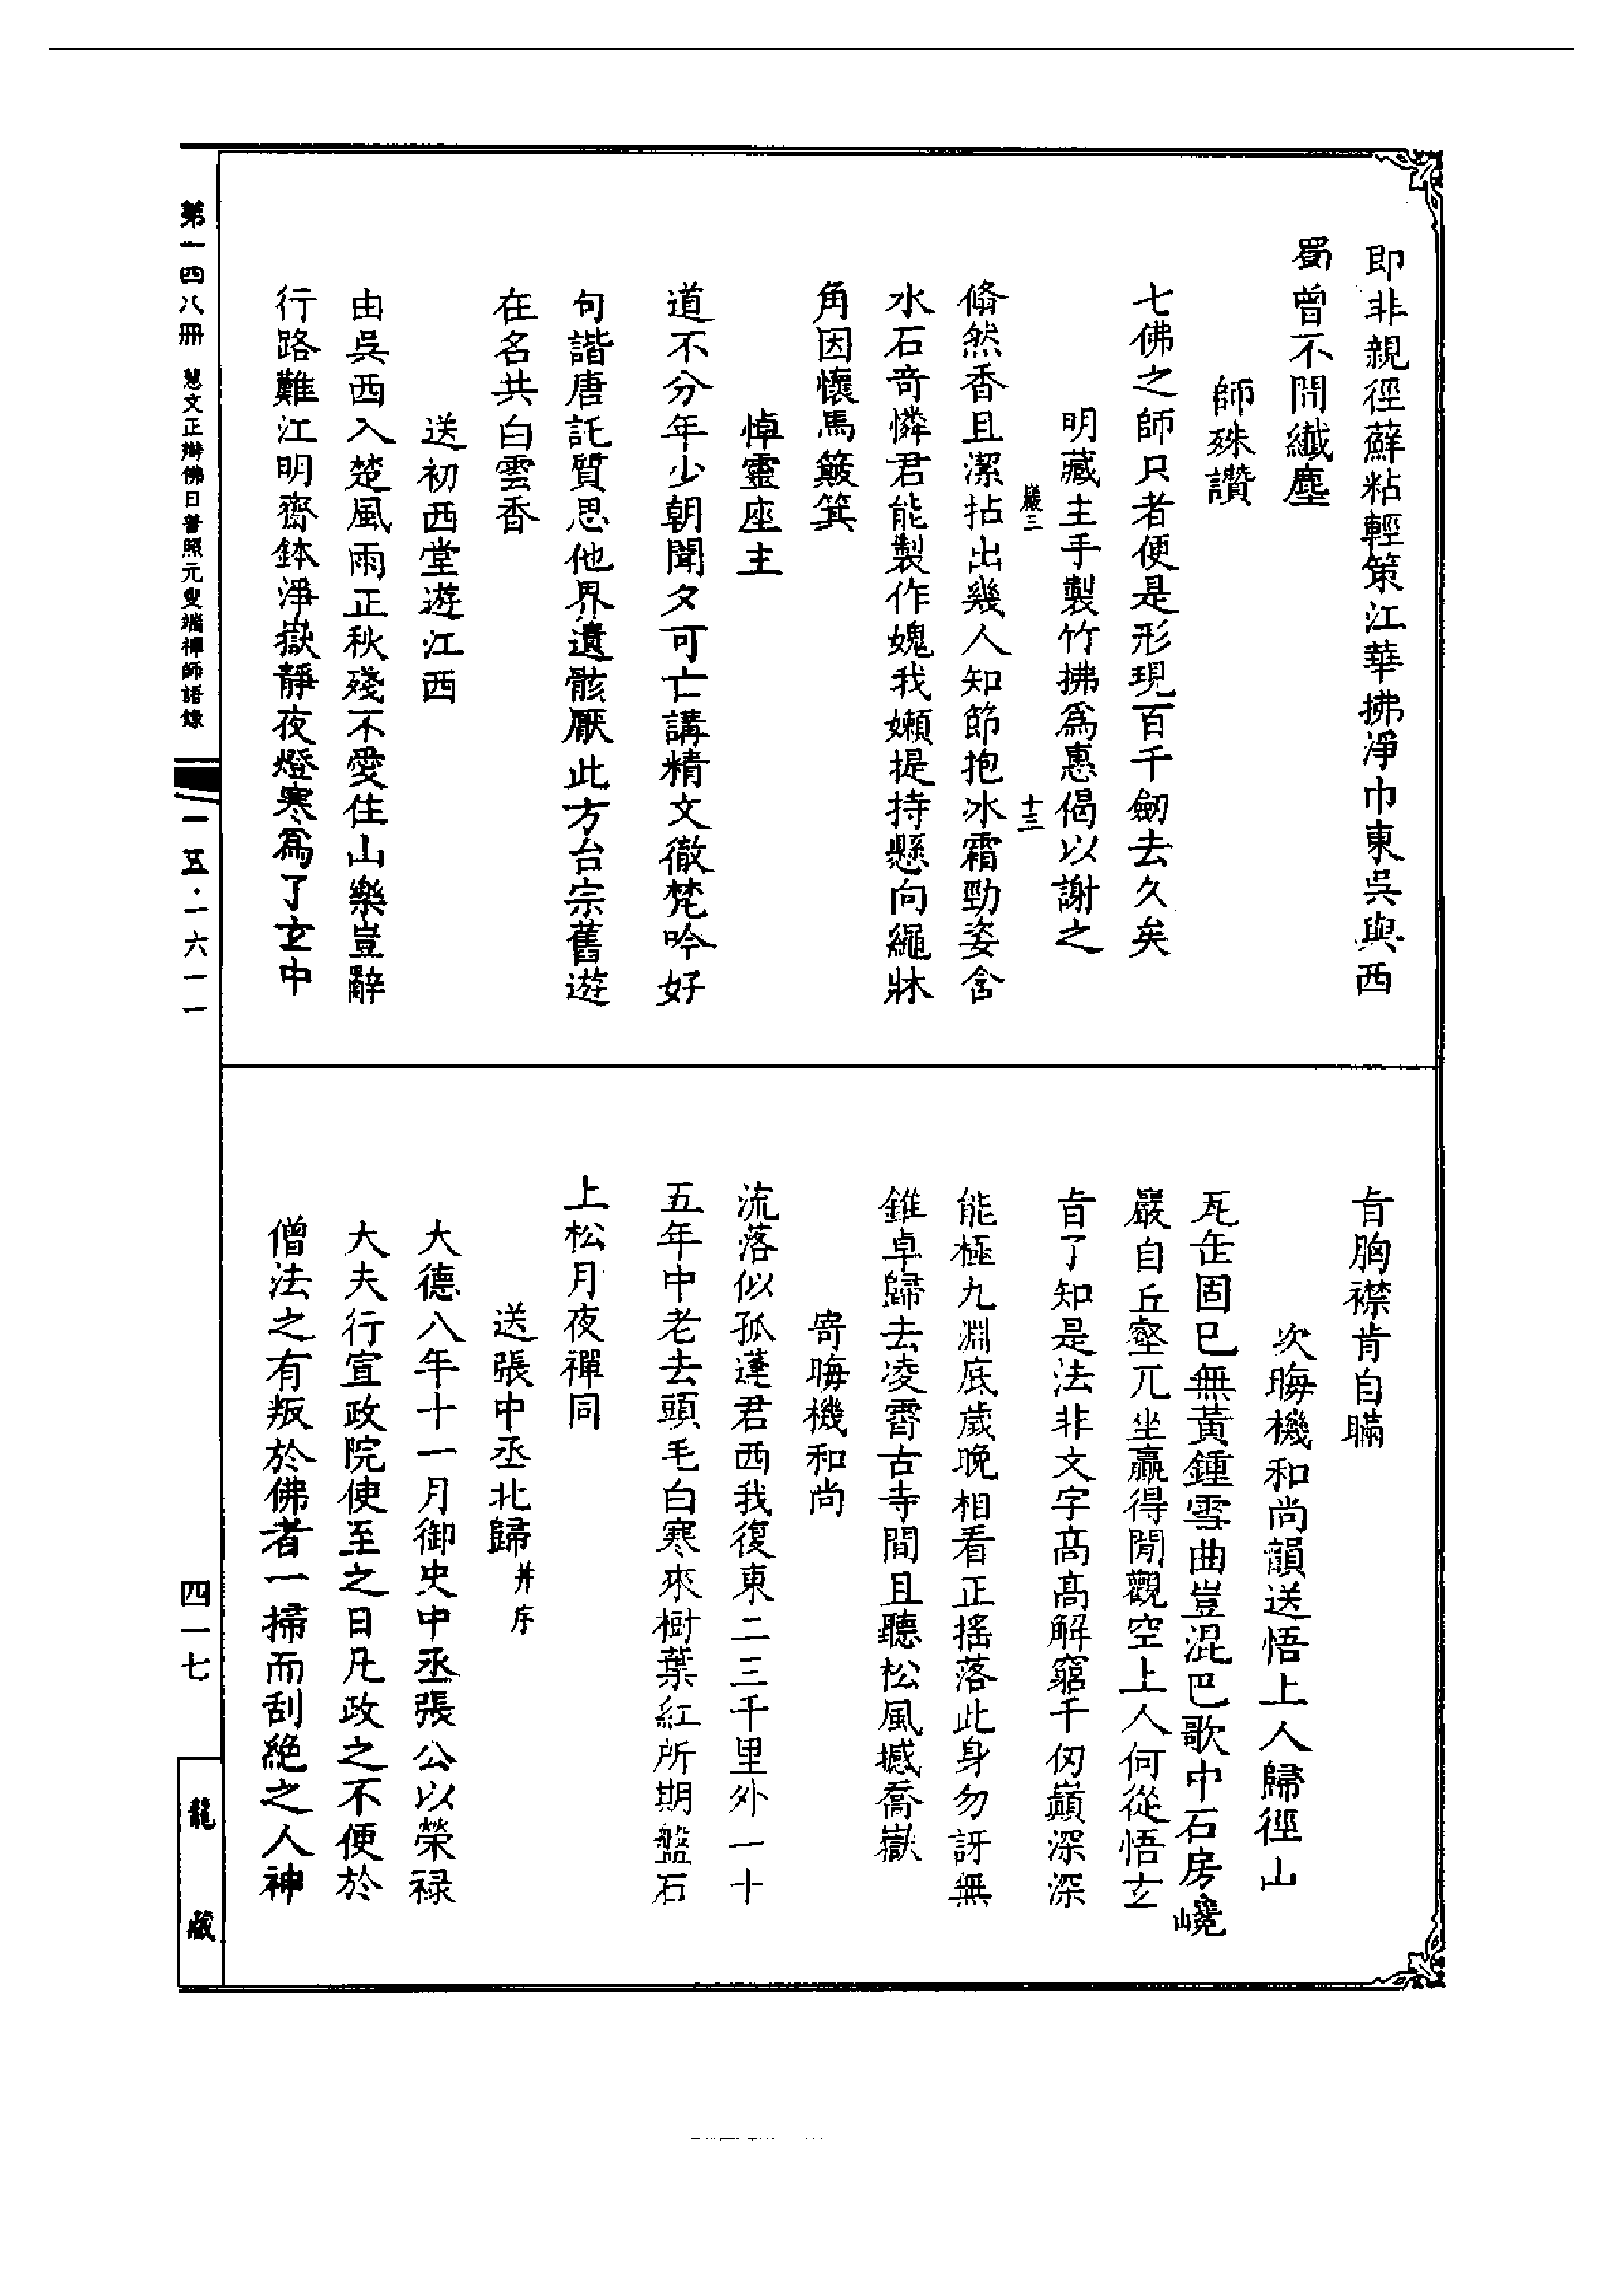 即非親徑蘚粘輕策江華拂淨巾東吳與西
蜀曾不間纖塵
師殊讚
七佛之師只者便是形現百千劒去久矣
明藏主手製竹拂為惠偈以謝之
巖三
十三
翛然香且潔拈出幾人知節抱冰霜勁姿含
水石奇憐君能製作媿我嬾提持懸向繩牀
角因懷馬簸箕
悼靈座主
道不分年少朝聞夕可亡講精文徹梵吟好
句諧唐託質思他界遺骸厭此方台宗舊遊
在名共白雲香
送初西堂遊江西
由吳西入楚風雨正秋殘不愛住山樂豈辭
行路難江明齋鉢淨嶽靜夜燈寒為了玄中
旨胸襟肯自瞞
次晦機和尚韻送悟上人歸徑山
瓦缶固已無黃鍾雪曲豈混巴歌中石房巉
巖自丘壑兀坐羸得閒觀空上人何從悟玄
旨了知是法非文字高高解窮千仞巔深深
能極九淵底歲晚相看正搖落此身勿訝無
錐卓歸去凌霄古寺間且聽松風撼喬嶽
寄晦機和尚
流落似孤蓬君西我復東二三千里外一十
五年中老去頭毛白寒來樹葉紅所期盤石
上松月夜禪同
送張中丞北歸 并序
大德八年十一月御史中丞張公以榮祿
大夫行宣政院使至之日凡政之不便於
僧法之有叛於佛者一掃而刮絕之人神
第一四八冊 慧文正辯佛日普照元叟端禪師語錄
一五·一六一一
四一七
龍藏